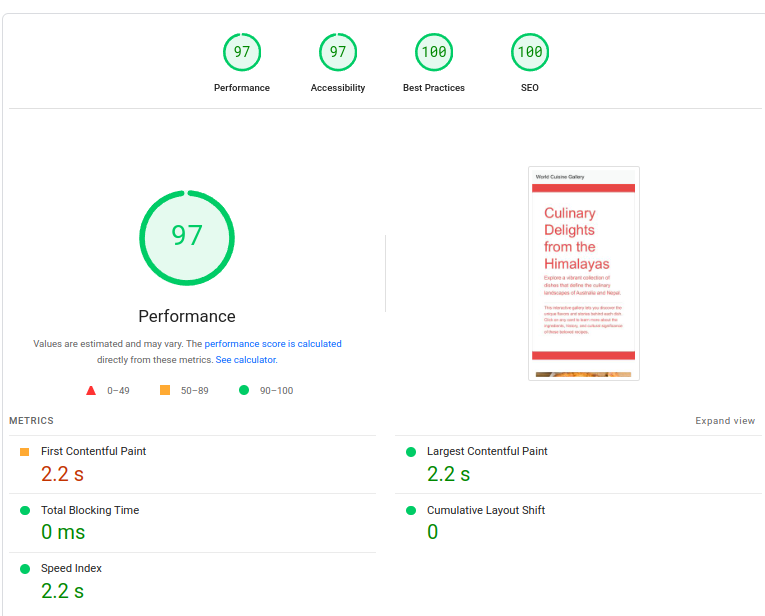 97
97
100
100
Performance
Accessibility
Best Practices
SEO
97
Performance
Values are estimated and may vary. The performance score is calculated
directly from these metrics. See calculator.
0–49
50–89
90–100
World Cuisine Gallery
Culinary
Delights
from the
Himalayas
Explore a vibrant collection of
dishes that define the culinary
landscapes of Australia and Nepal.
This interactive gallery lets you discover the
unique flavors and stories behind each dish.
Click on any card to learn more about the
ingredients, history, and cultural significance
of these beloved recipes.
METRICS
Expand view
First Contentful Paint
2.2 s
Largest Contentful Paint
2.2 s
Total Blocking Time
0 ms
Cumulative Layout Shift
0
Speed Index
2.2 s